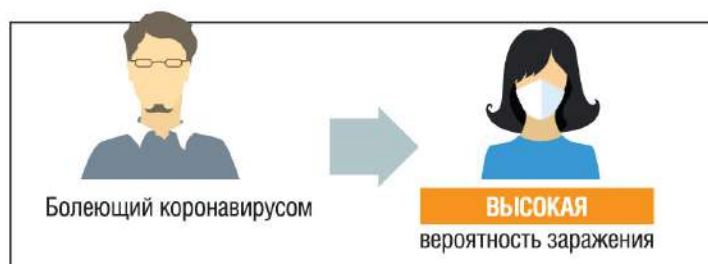 Болеющий коронавирусом
ВЫСОКАЯ
вероятность заражения